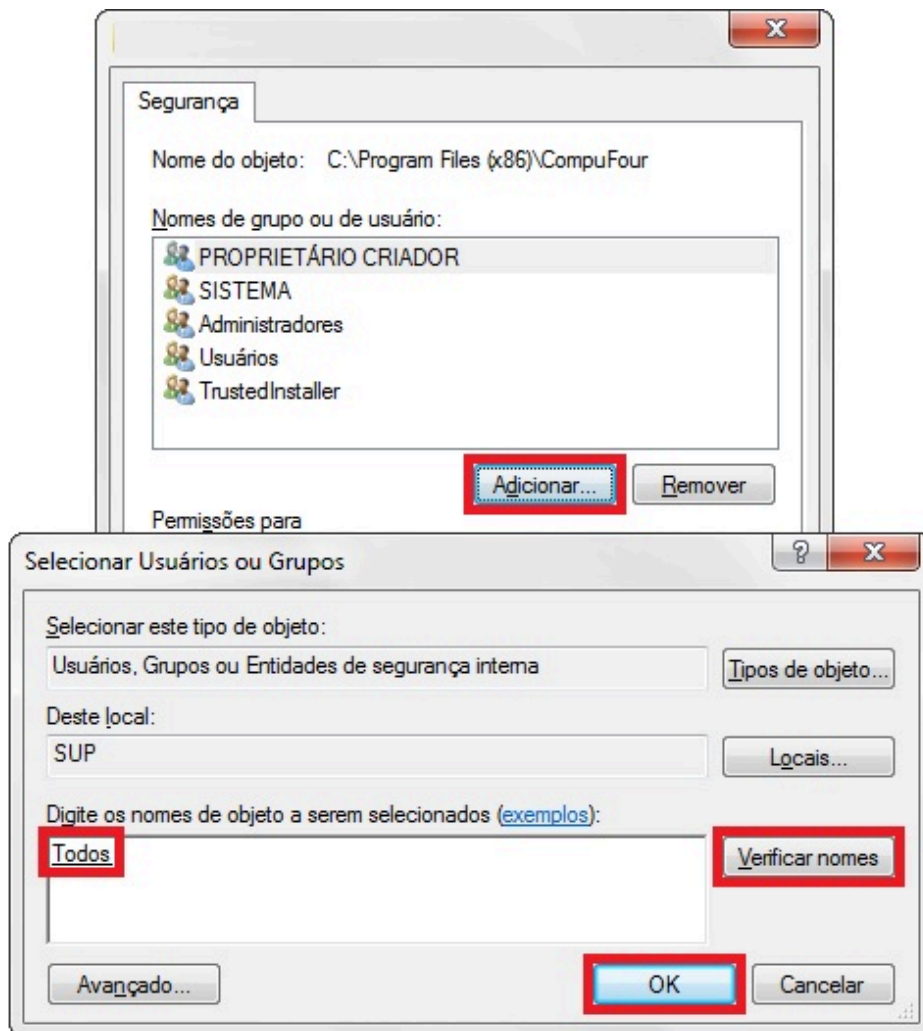 Segurança
Nome do objeto: C:\Program Files (x86)\CompuFour
Nomes de grupo ou de usuário:
PROPRIETÁRIO CRIADOR
SISTEMA
Administradores
Usuários
TrustedInstaller
Adicionar... Remover
Permissões para
Selecionar Usuários ou Grupos
Selecionar este tipo de objeto:
Usuários, Grupos ou Entidades de segurança interna Tipos de objeto...
Deste local:
SUP Locais...
Digite os nomes de objeto a serem selecionados (exemplos):
Todos Verificar nomes
Avançado... OK Cancelar